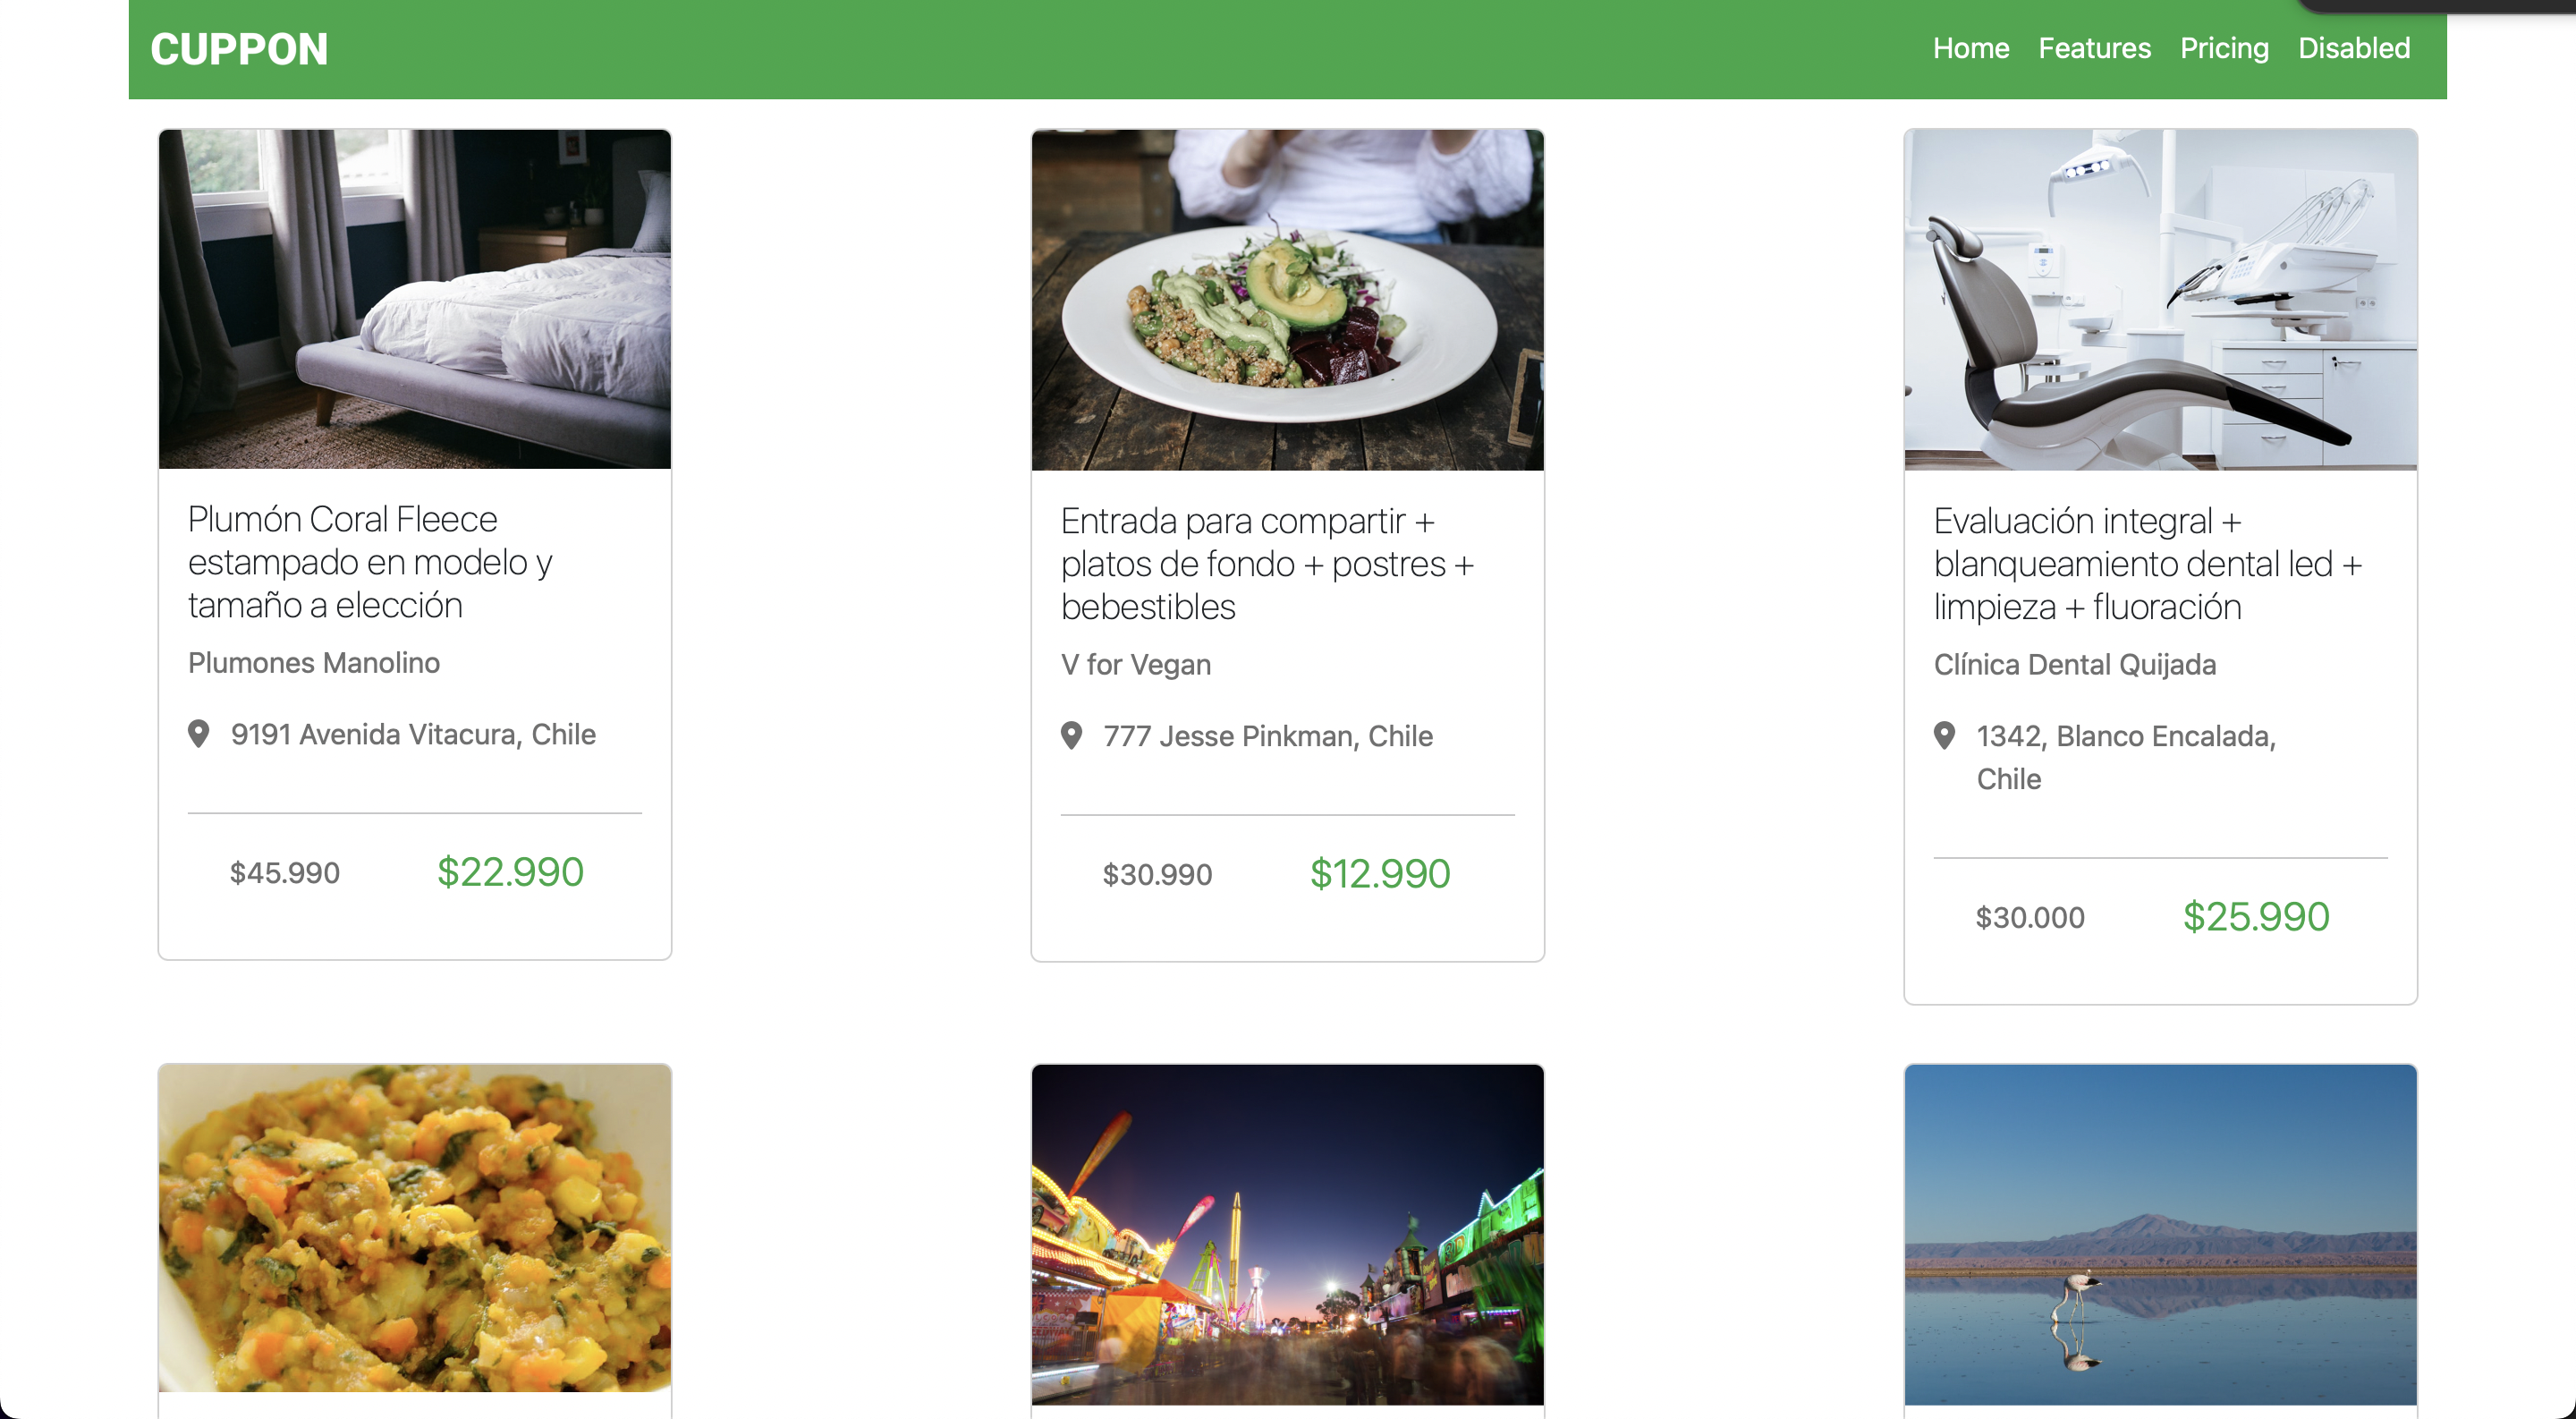 CUPPON
Home Features Pricing Disabled
Plumón Coral Fleece
estampado en modelo y
tamaño a elección
Plumones Manolino
9191 Avenida Vitacura, Chile
$45.990 $22.990
Entrada para compartir +
platos de fondo + postres +
bebestibles
V for Vegan
777 Jesse Pinkman, Chile
$30.990 $12.990
Evaluación integral +
blanqueamiento dental led +
limpieza + fluoración
Clínica Dental Quijada
1342, Blanco Encalada,
Chile
$30.000 $25.990